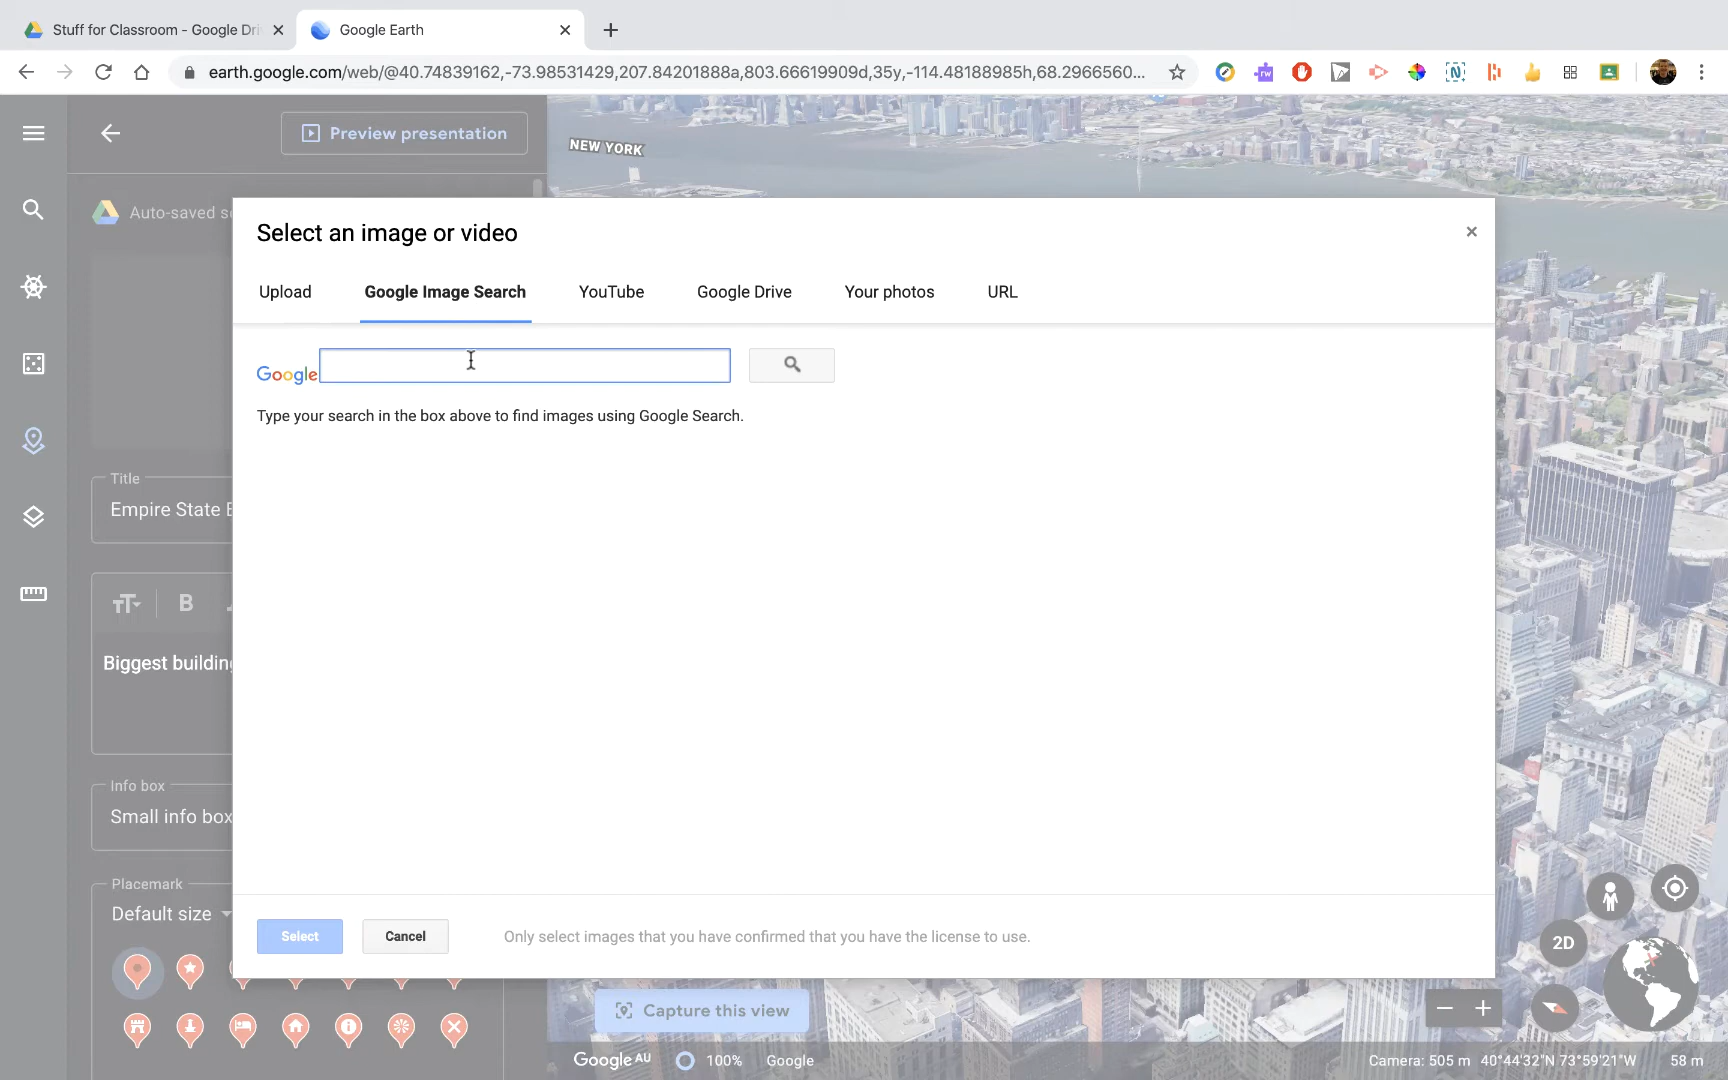 Stuff for Classroom - Google Dri
Google Earth
earth.google.com/web/@40.74839162,-73.98531429,207.84201888a,803.66619909d,35y,-114.48188985h,68.2966560...
Preview presentation
NEW YORK
Auto-saved s
Select an image or video
Upload
Google Image Search
YouTube
Google Drive
Your photos
URL
Google
Type your search in the box above to find images using Google Search.
Title
Empire State
B
Biggest building
Info box
Small info box
Placemark
Default size
Select
Cancel
Only select images that you have confirmed that you have the license to use.
2D
Capture this view
Google AU
100%
Google
Camera: 505 m 40°44'32"N 73°59'21"W
58 m